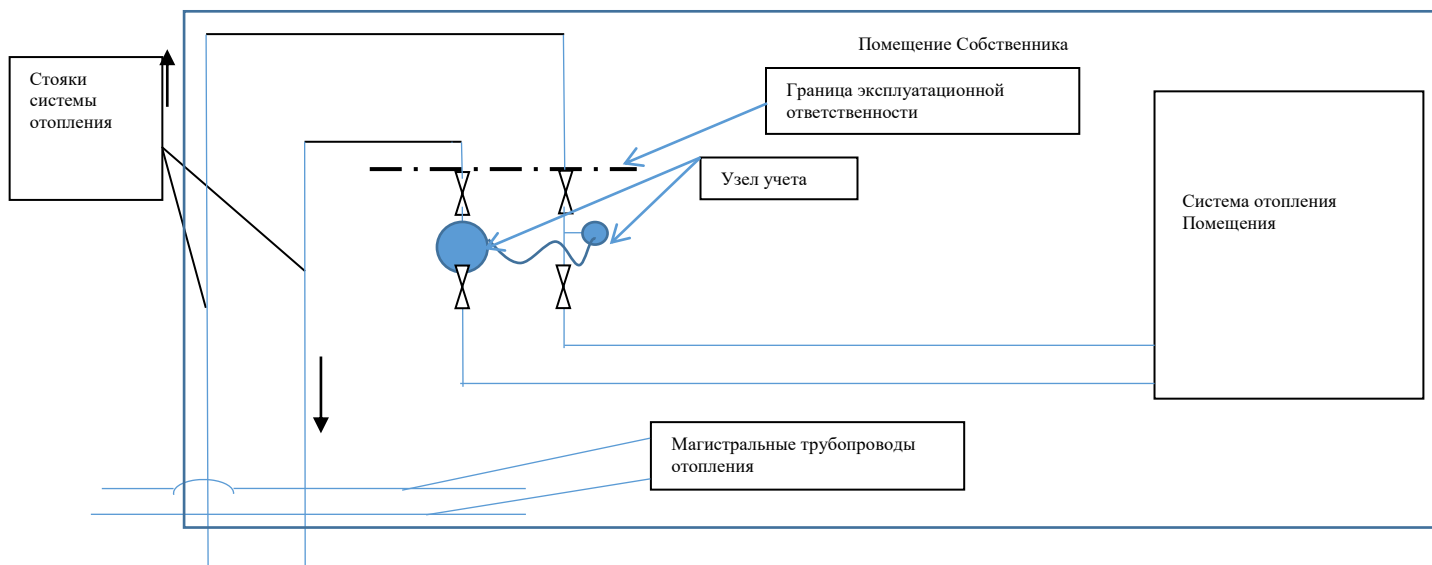 Помещение Собственника
Стояки
системы
отопления
Граница эксплуатационной
ответственности
Узел учета
Система отопления
Помещения
Магистральные трубопроводы
отопления